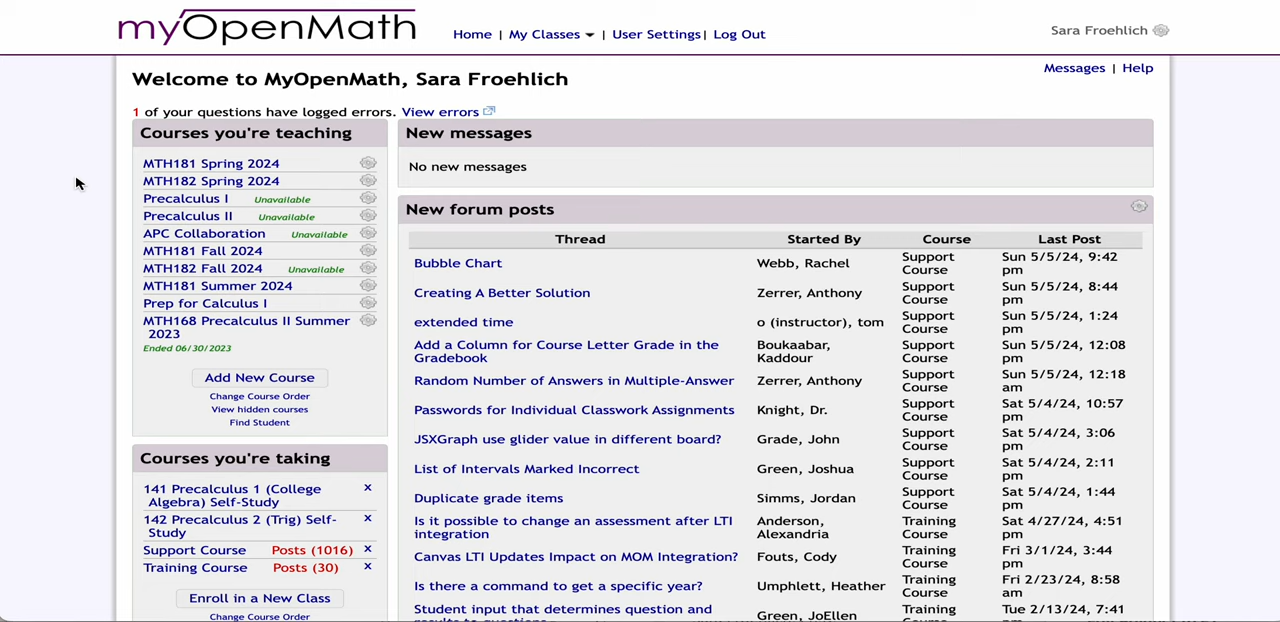 myOpenMath
Home | My Classes | User Settings | Log Out
Sara Froehlich
Messages | Help
Welcome to MyOpenMath, Sara Froehlich
1 of your questions have logged errors. View errors
Courses you're teaching
MTH181 Spring 2024
MTH182 Spring 2024
Precalculus I Unavailable
Precalculus II Unavailable
APC Collaboration Unavailable
MTH181 Fall 2024
MTH182 Fall 2024 Unavailable
MTH181 Summer 2024
Prep for Calculus I
MTH168 Precalculus II Summer
2023
Ended 06/30/2023
Add New Course
Change Course Order
View hidden courses
Find Student
Courses you're taking
141 Precalculus 1 (College
Algebra) Self-Study x
142 Precalculus 2 (Trig) Self-
Study x
Support Course Posts (1016) x
Training Course Posts (30) x
Enroll in a New Class
Change Course Order
New messages
No new messages
New forum posts
Thread Started By Course Last Post
Bubble Chart Webb, Rachel Support Course Sun 5/5/24, 9:42 pm
Creating A Better Solution Zerrer, Anthony Support Course Sun 5/5/24, 8:44 pm
extended time o (instructor), tom Support Course Sun 5/5/24, 1:24 pm
Add a Column for Course Letter Grade in the Gradebook Boukaabar, Kaddour Support Course Sun 5/5/24, 12:08 pm
Random Number of Answers in Multiple-Answer Zerrer, Anthony Support Course Sun 5/5/24, 12:18 am
Passwords for Individual Classwork Assignments Knight, Dr. Support Course Sat 5/4/24, 10:57 pm
JSXGraph use glider value in different board? Grade, John Support Course Sat 5/4/24, 3:06 pm
List of Intervals Marked Incorrect Green, Joshua Support Course Sat 5/4/24, 2:11 pm
Duplicate grade items Simms, Jordan Support Course Sat 5/4/24, 1:44 pm
Is it possible to change an assessment after LTI integration Anderson, Alexandria Training Course Sat 4/27/24, 4:51 pm
Canvas LTI Updates Impact on MOM Integration? Fouts, Cody Training Course Fri 3/1/24, 3:44 pm
Is there a command to get a specific year? Umphlett, Heather Training Course Fri 2/23/24, 8:58 am
Student input that determines question and Green, JoEllen Training Tue 2/13/24, 7:41